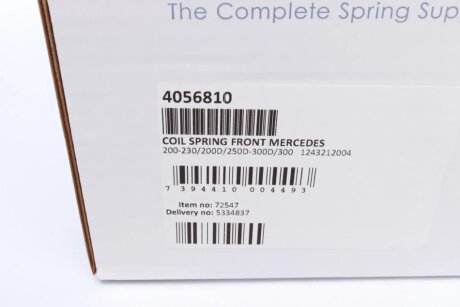 The Complete Spring Sup
4056810
COIL SPRING FRONT MERCEDES
200-230/200D/250D-300D/300 1243212004
7 394410 004493
Item no: 72547
Delivery no: 5334837